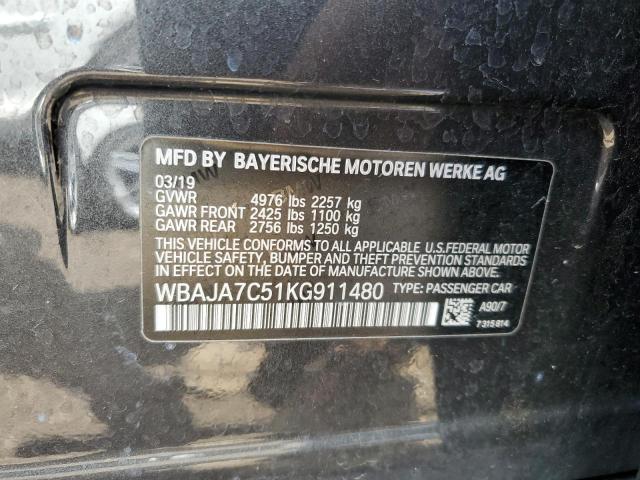 MFD BY BAYERISCHE MOTOREN WERKE AG
03/19
GVWR 4976 lbs 2257 kg
GAWR FRONT 2425 lbs 1100 kg
GAWR REAR 2756 lbs 1250 kg
THIS VEHICLE CONFORMS TO ALL APPLICABLE U.S.FEDERAL MOTOR
VEHICLE SAFETY, BUMPER, AND THEFT PREVENTION STANDARDS
IN EFFECT ON THE DATE OF MANUFACTURE SHOWN ABOVE.
WBAJA7C51KG911480 TYPE: PASSENGER CAR
A90/7
7315814